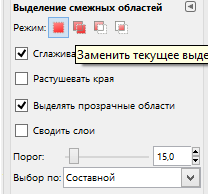 Выделение смежных областей
Режим:
Заменить текущее выде
Сглажива
Растушевать края
Выделять прозрачные области
Сводить слои
Порог: 15,0
Выбор по: Составной